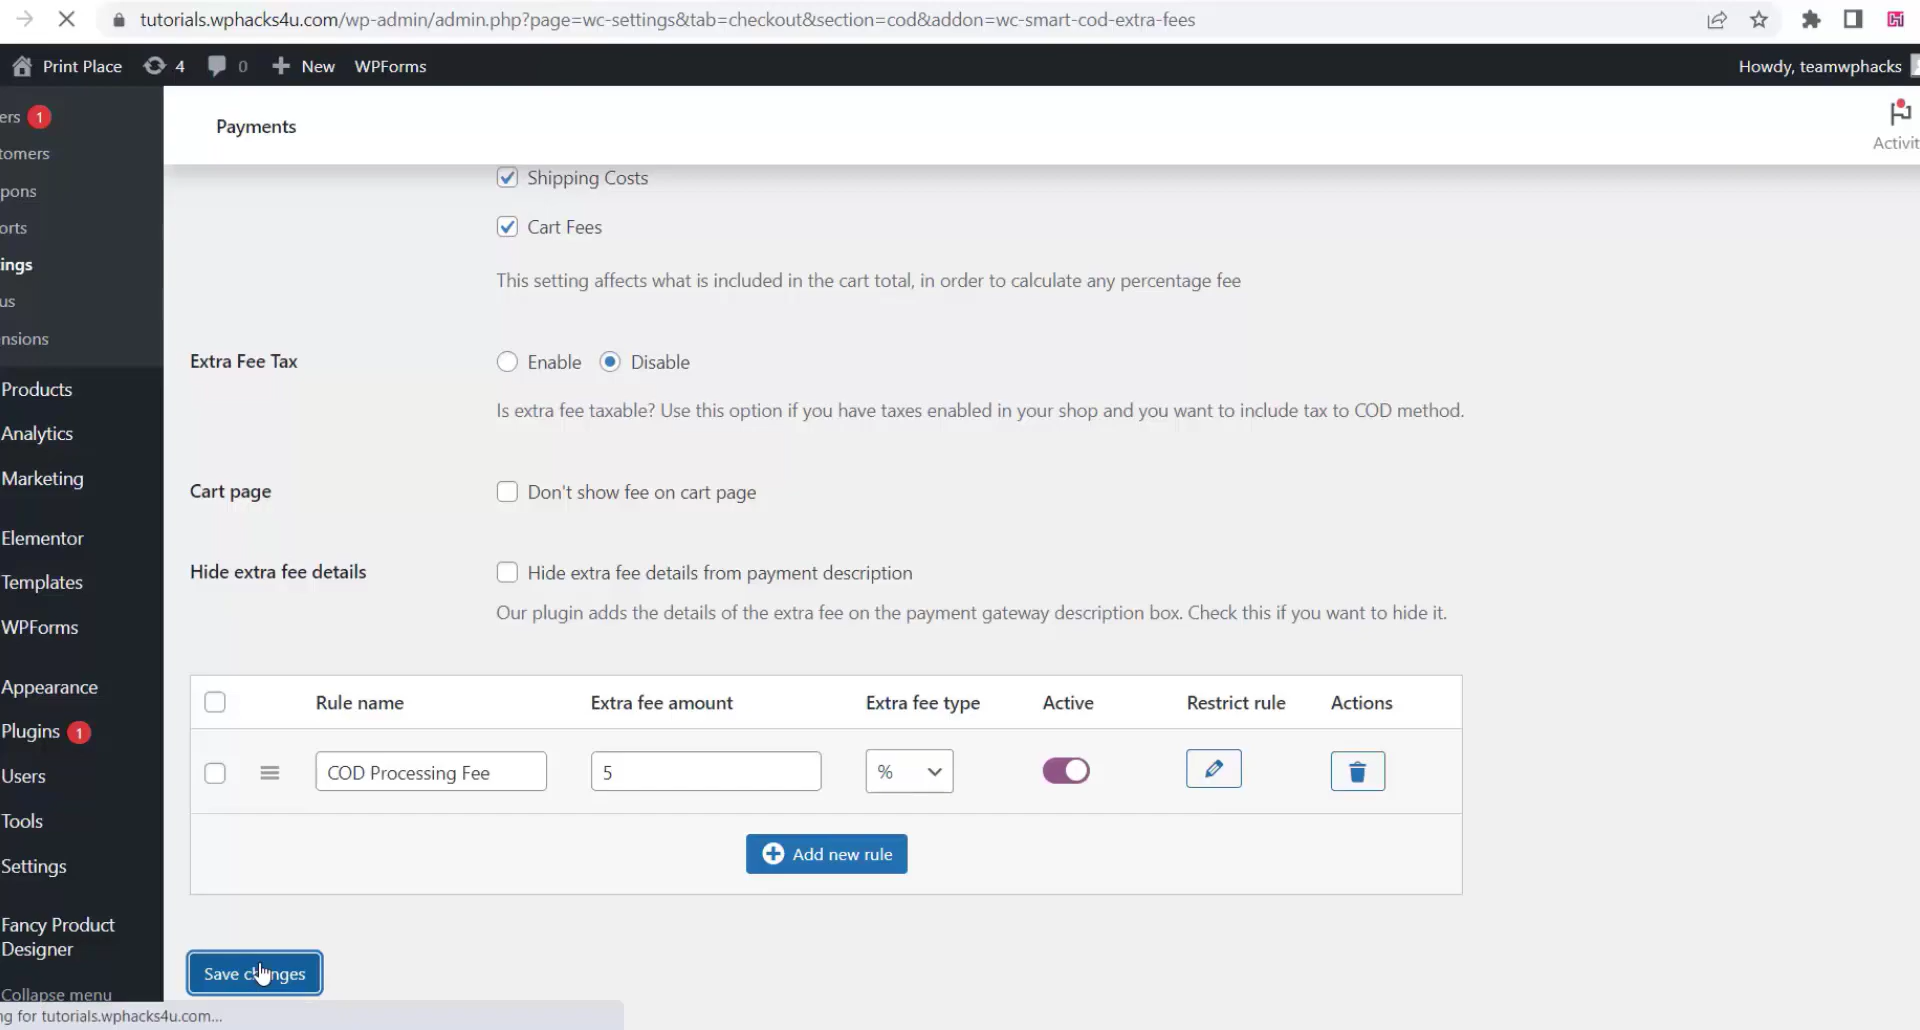 tutorials.wphacks4u.com/wp-admin/admin.php?page=wc-settings&tab=checkout&section=cod&addon=wc-smart-cod-extra-fees
Print Place 4 0 New WPForms Howdy, teamwphacks
ers 1
tomers
pons
orts
ings
us
nsions
Products
Analytics
Marketing
Elementor
Templates
WPForms
Appearance
Plugins 1
Users
Tools
Settings
Fancy Product
Designer
Collapse menu
Payments
Activit
Shipping Costs
Cart Fees
This setting affects what is included in the cart total, in order to calculate any percentage fee
Extra Fee Tax Enable Disable
Is extra fee taxable? Use this option if you have taxes enabled in your shop and you want to include tax to COD method.
Cart page Don't show fee on cart page
Hide extra fee details Hide extra fee details from payment description
Our plugin adds the details of the extra fee on the payment gateway description box. Check this if you want to hide it.
Rule name Extra fee amount Extra fee type Active Restrict rule Actions
COD Processing Fee 5 %
Add new rule
Save changes
ng for tutorials.wphacks4u.com...